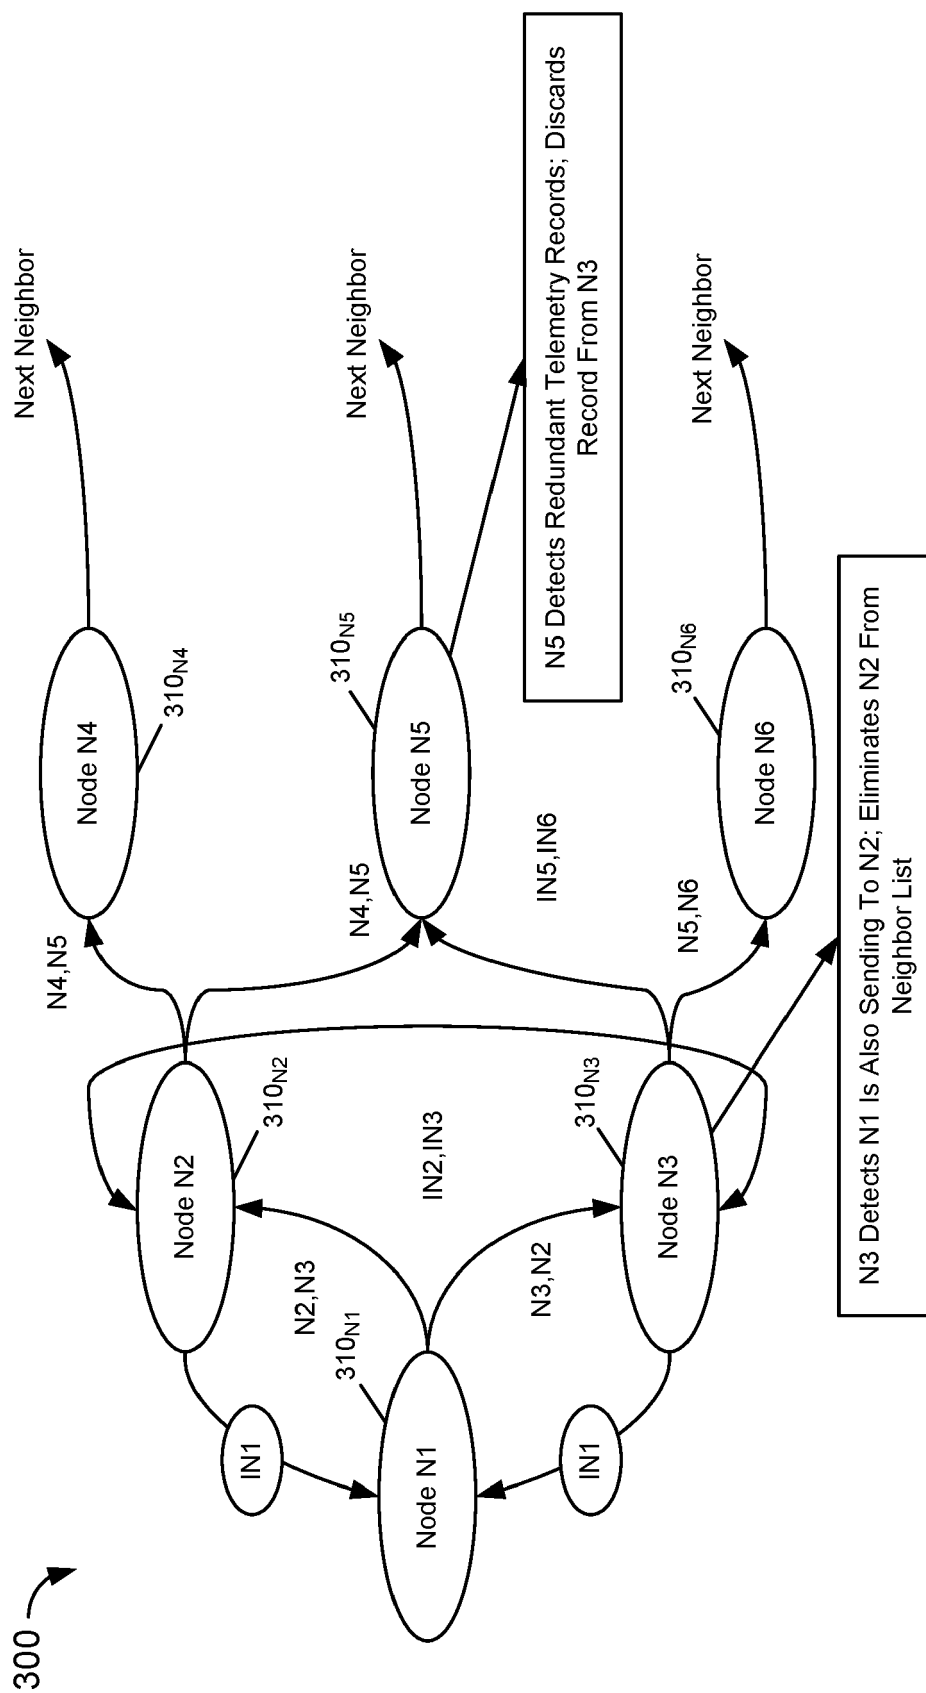 300
Next Neighbor
Node N4
310N4
N4,N5
Next Neighbor
Node N5
310N5
N4,N5
N5 Detects Redundant Telemetry Records; Discards
Record From N3
IN5,IN6
Next Neighbor
Node N6
310N6
N5,N6
Node N2
310N2
IN1
N2,N3
IN2,IN3
Node N1
310N1
N3,N2
IN1
Node N3
310N3
N3 Detects N1 Is Also Sending To N2; Eliminates N2 From
Neighbor List